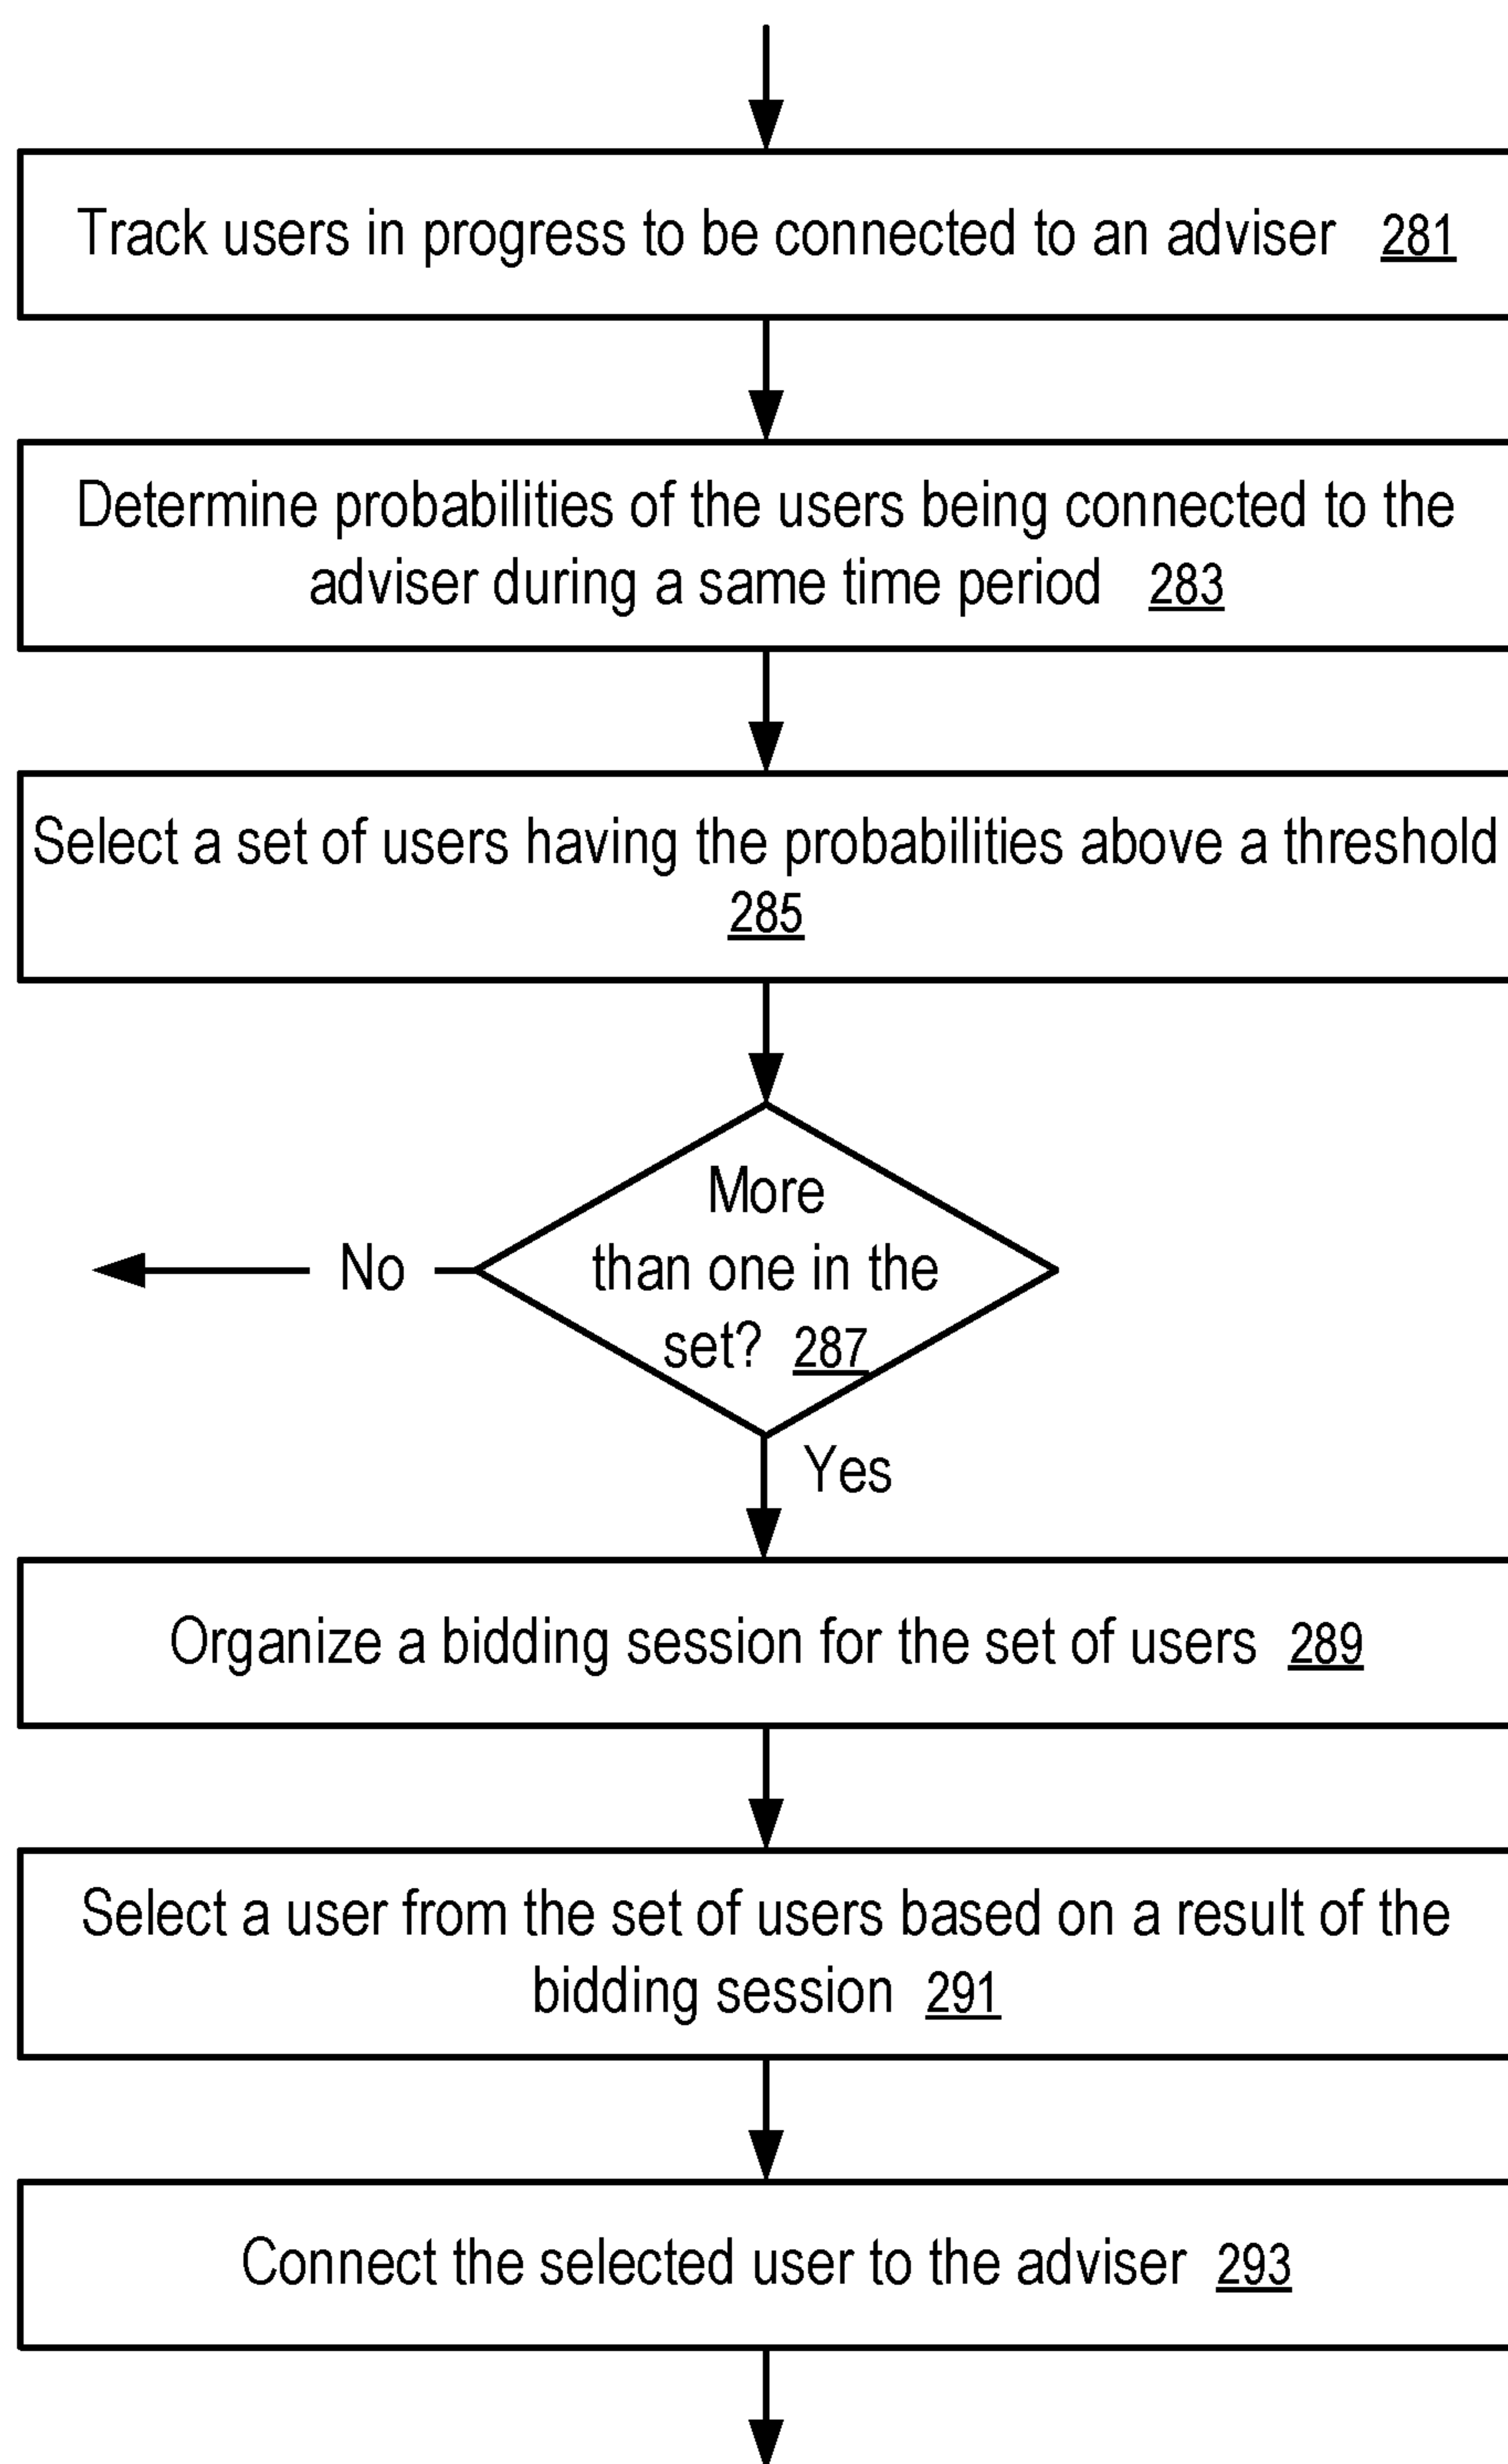 Track users in progress to be connected to an adviser 281
Determine probabilities of the users being connected to the
adviser during a same time period 283
Select a set of users having the probabilities above a threshold
285
More
than one in the
set? 287
No
Yes
Organize a bidding session for the set of users 289
Select a user from the set of users based on a result of the
bidding session 291
Connect the selected user to the adviser 293